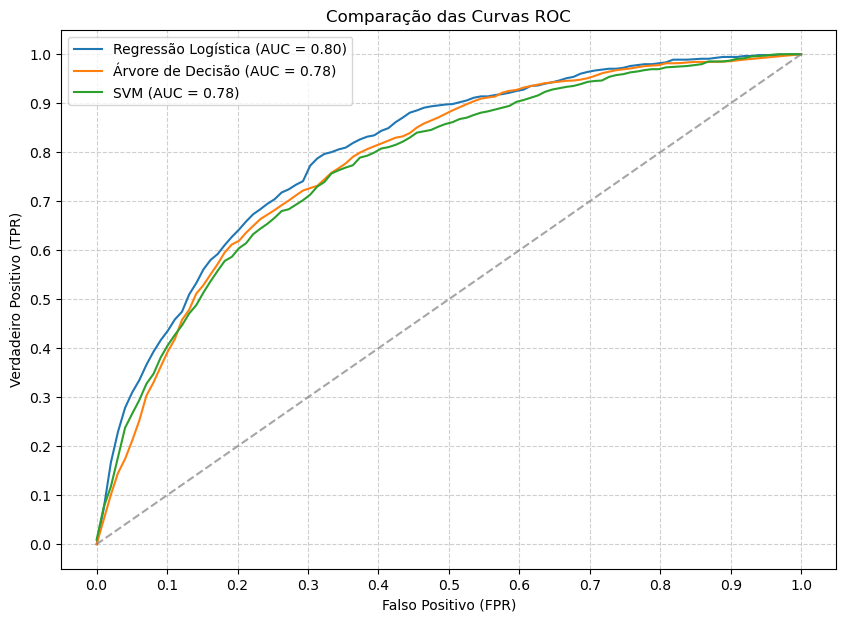 Comparação das Curvas ROC
Regressão Logística (AUC = 0.80)
Árvore de Decisão (AUC = 0.78)
SVM (AUC = 0.78)
1.0
0.9
0.8
0.7
0.6
0.5
0.4
0.3
0.2
0.1
0.0
Verdadeiro Positivo (TPR)
0.0 0.1 0.2 0.3 0.4 0.5 0.6 0.7 0.8 0.9 1.0
Falso Positivo (FPR)